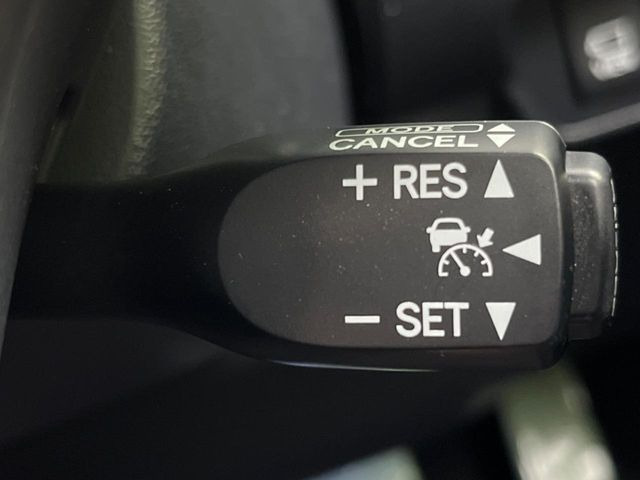 MODE
CANCEL
+ RES
- SET